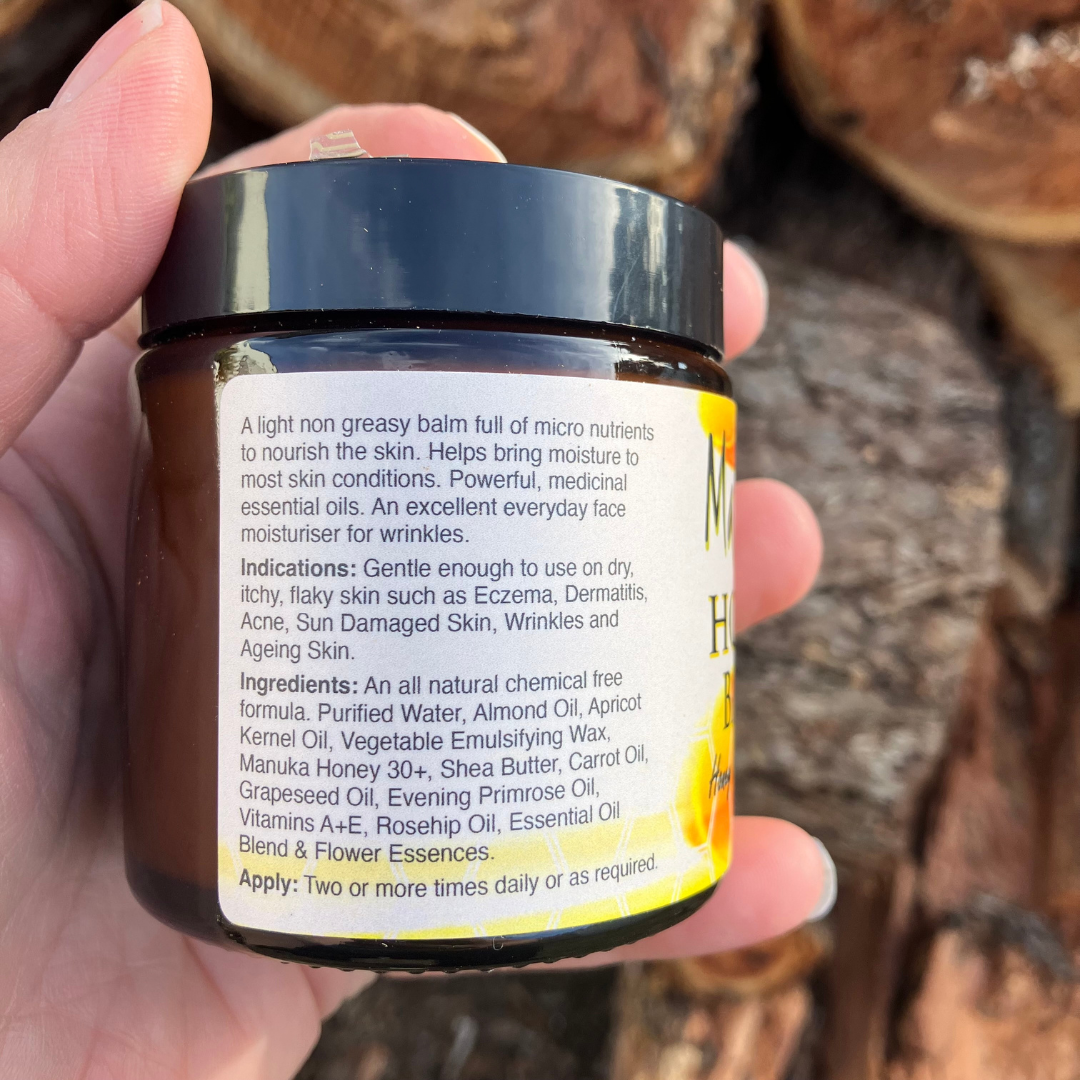 A light non greasy balm full of micro nutrients
to nourish the skin. Helps bring moisture to
most skin conditions. Powerful, medicinal
essential oils. An excellent everyday face
moisturiser for wrinkles.
Indications: Gentle enough to use on dry,
itchy, flaky skin such as Eczema, Dermatitis,
Acne, Sun Damaged Skin, Wrinkles and
Ageing Skin.
Ingredients: An all natural chemical free
formula. Purified Water, Almond Oil, Apricot
Kernel Oil, Vegetable Emulsifying Wax,
Manuka Honey 30+, Shea Butter, Carrot Oil,
Grapeseed Oil, Evening Primrose Oil,
Vitamins A+E, Rosehip Oil, Essential Oil
Blend & Flower Essences.
Apply: Two or more times daily or as required.